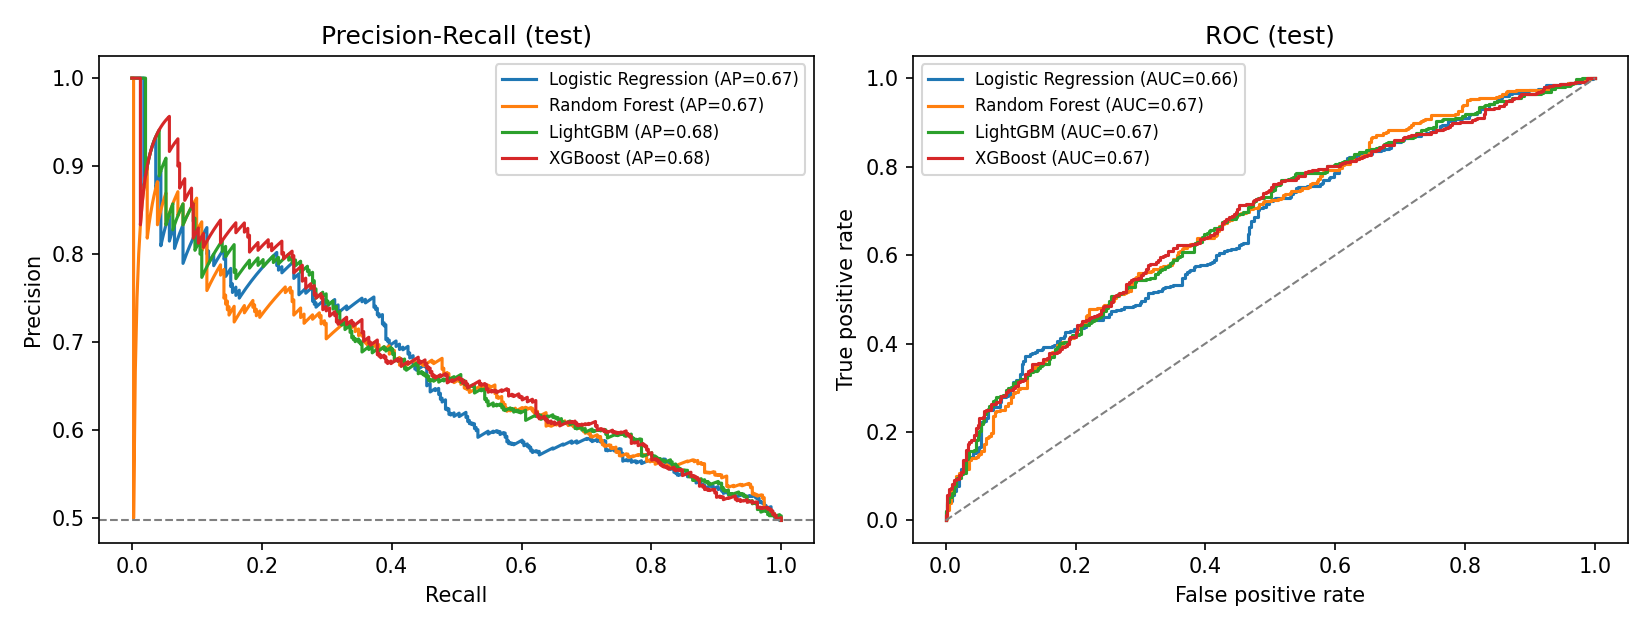 Precision-Recall (test)
1.0
0.9
0.8
0.7
0.6
0.5
Precision
Logistic Regression (AP=0.67)
Random Forest (AP=0.67)
LightGBM (AP=0.68)
XGBoost (AP=0.68)
0.0 0.2 0.4 0.6 0.8 1.0
Recall
ROC (test)
1.0
0.8
0.6
0.4
0.2
0.0
True positive rate
Logistic Regression (AUC=0.66)
Random Forest (AUC=0.67)
LightGBM (AUC=0.67)
XGBoost (AUC=0.67)
0.0 0.2 0.4 0.6 0.8 1.0
False positive rate